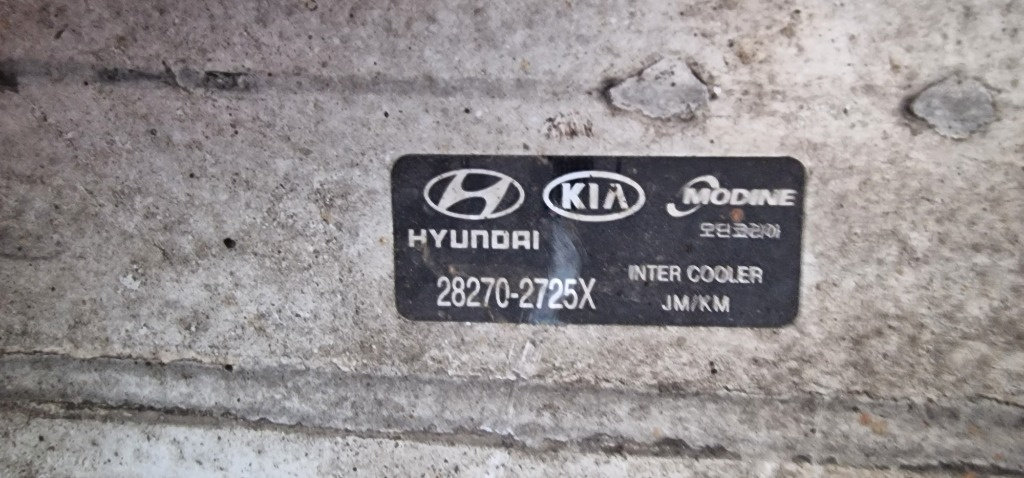 HYUNDAI
KIA
MODINE
모딘코리아
28270-2725X
INTER COOLER
JM/KM